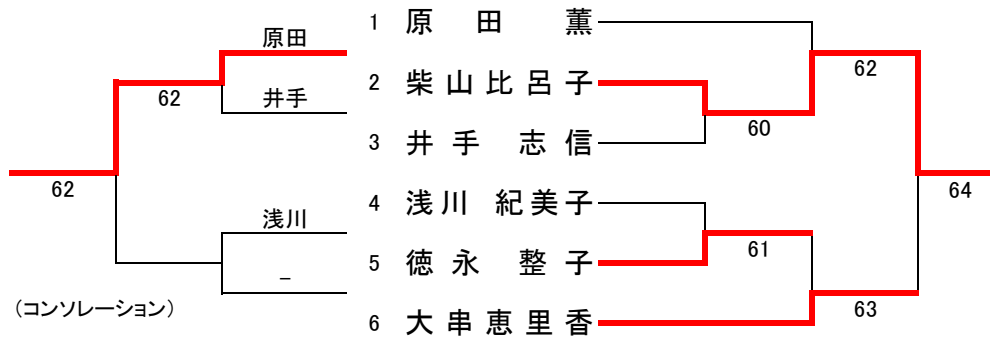 原田
62
井手
62
浅川
－
(コンソレーション)
1 原田 薫
2 柴山比呂子
3 井手 志信
4 浅川 紀美子
5 徳永 整子
6 大串恵里香
62
60
64
61
63